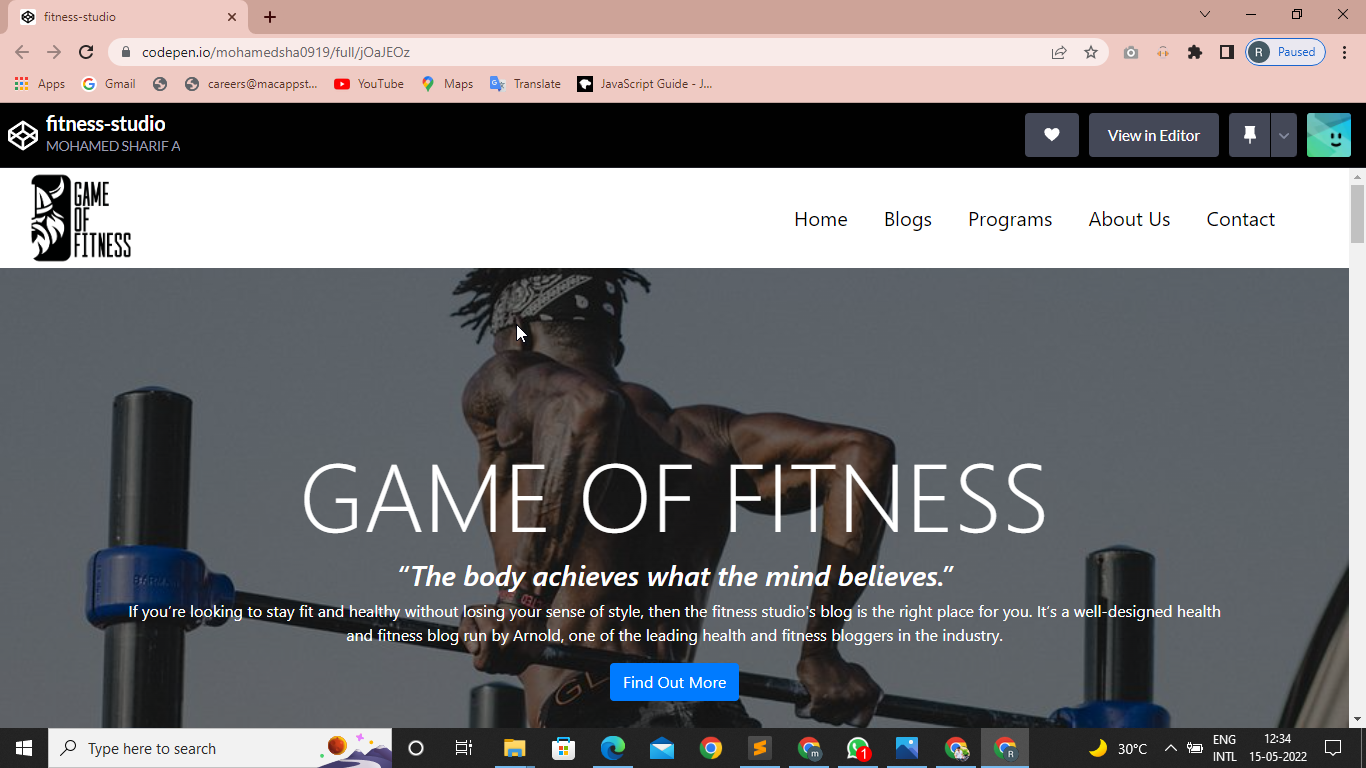 fitness-studio
codepen.io/mohamedsha0919/full/jOaJEOz
R Paused
Apps Gmail careers@macappst... YouTube Maps Translate JavaScript Guide - J...
fitness-studio
MOHAMED SHARIF A
View in Editor
GAME
OF
FITNESS
Home Blogs Programs About Us Contact
GAME OF FITNESS
“The body achieves what the mind believes.”
If you’re looking to stay fit and healthy without losing your sense of style, then the fitness studio's blog is the right place for you. It’s a well-designed health
and fitness blog run by Arnold, one of the leading health and fitness bloggers in the industry.
Find Out More
Type here to search
m
1
R
30°C
ENG
INTL
12:34
15-05-2022